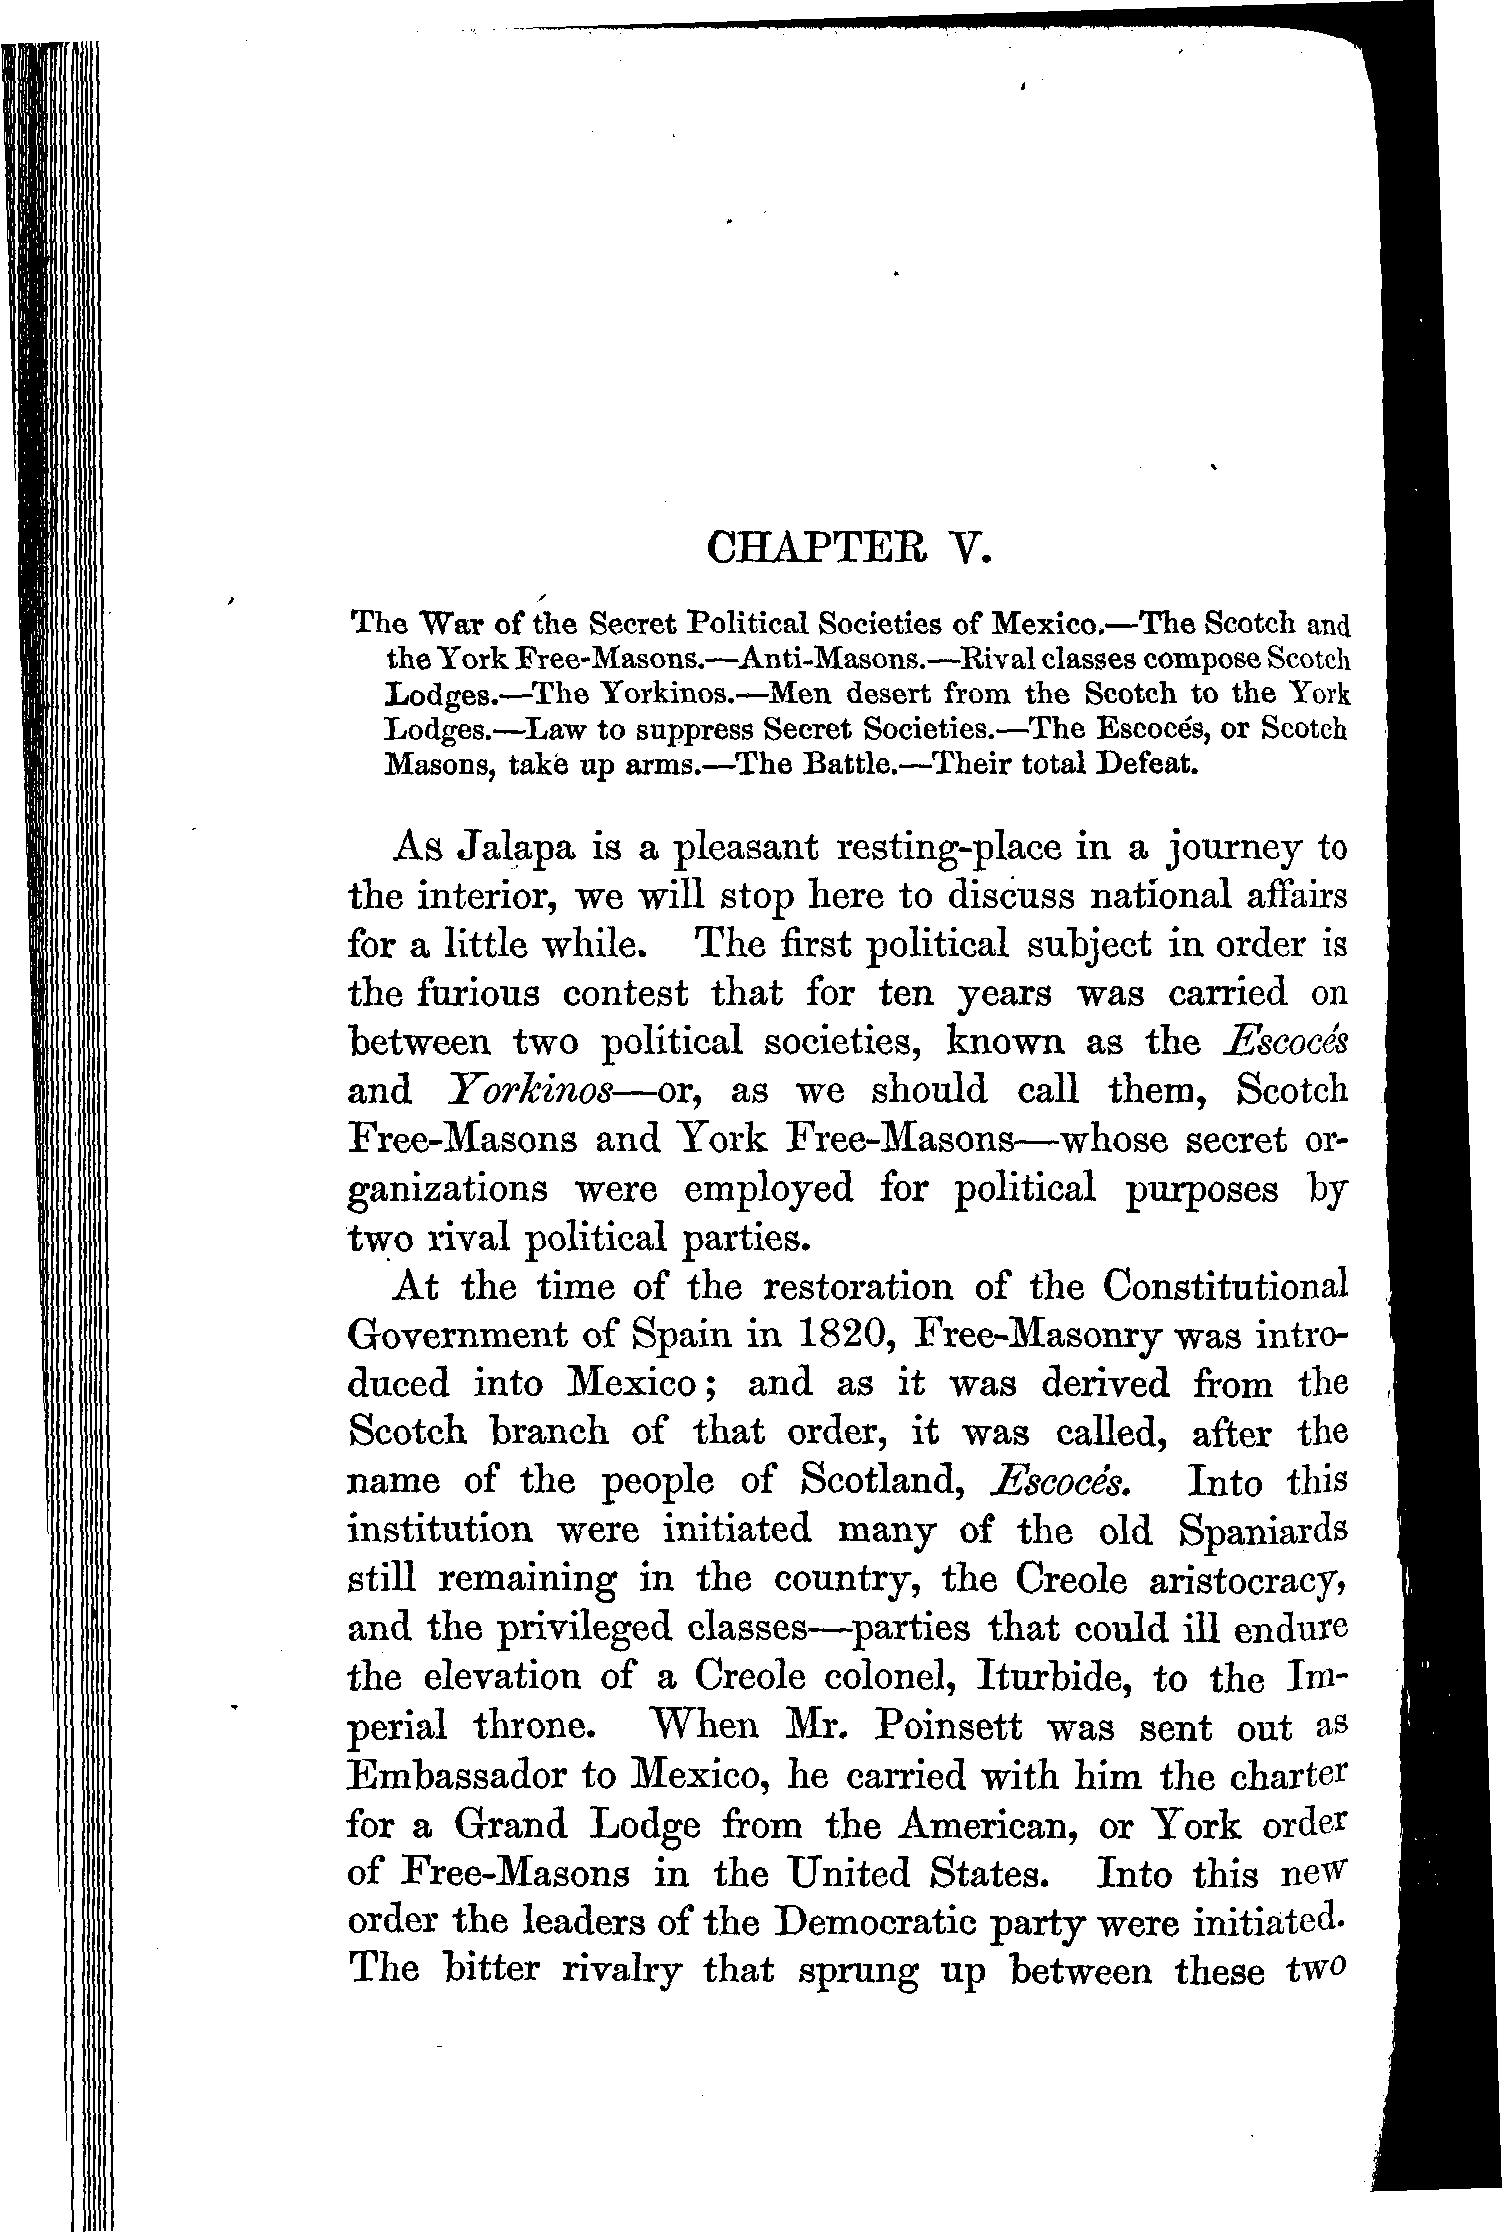 CHAPTER V.
The War of the Secret Political Societies of Mexico.—The Scotch and
the York Free-Masons.—Anti-Masons.—Rival classes compose Scotch
Lodges.—The Yorkinos.—Men desert from the Scotch to the York
Lodges.—Law to suppress Secret Societies.—The Escocés, or Scotch
Masons, take up arms.—The Battle.—Their total Defeat.
As Jalapa is a pleasant resting-place in a journey to
the interior, we will stop here to discuss national affairs
for a little while. The first political subject in order is
the furious contest that for ten years was carried on
between two political societies, known as the Escocés
and Yorkinos—or, as we should call them, Scotch
Free-Masons and York Free-Masons—whose secret or-
ganizations were employed for political purposes by
two rival political parties.
At the time of the restoration of the Constitutional
Government of Spain in 1820, Free-Masonry was intro-
duced into Mexico; and as it was derived from the
Scotch branch of that order, it was called, after the
name of the people of Scotland, Escocés. Into this
institution were initiated many of the old Spaniards
still remaining in the country, the Creole aristocracy,
and the privileged classes—parties that could ill endure
the elevation of a Creole colonel, Iturbide, to the Im-
perial throne. When Mr. Poinsett was sent out as
Embassador to Mexico, he carried with him the charter
for a Grand Lodge from the American, or York order
of Free-Masons in the United States. Into this new
order the leaders of the Democratic party were initiated.
The bitter rivalry that sprung up between these two